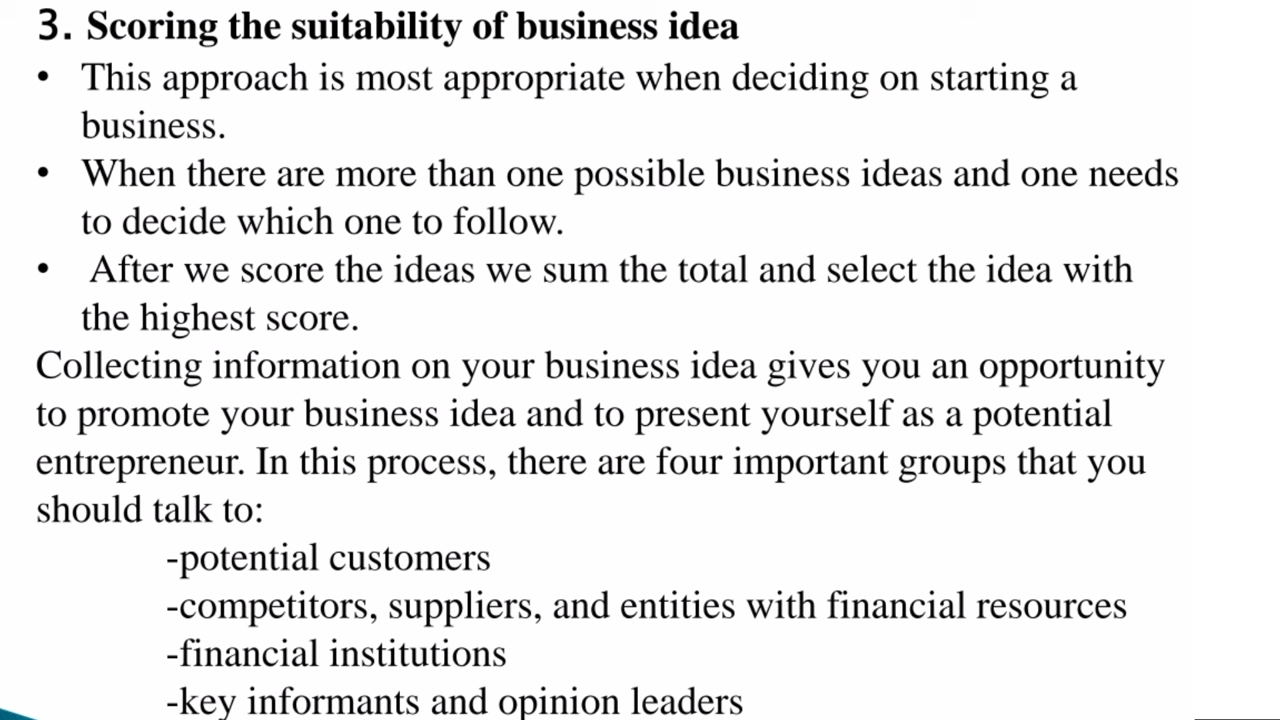 3. Scoring the suitability of business idea
• This approach is most appropriate when deciding on starting a
business.
• When there are more than one possible business ideas and one needs
to decide which one to follow.
• After we score the ideas we sum the total and select the idea with
the highest score.
Collecting information on your business idea gives you an opportunity
to promote your business idea and to present yourself as a potential
entrepreneur. In this process, there are four important groups that you
should talk to:
-potential customers
-competitors, suppliers, and entities with financial resources
-financial institutions
-key informants and opinion leaders